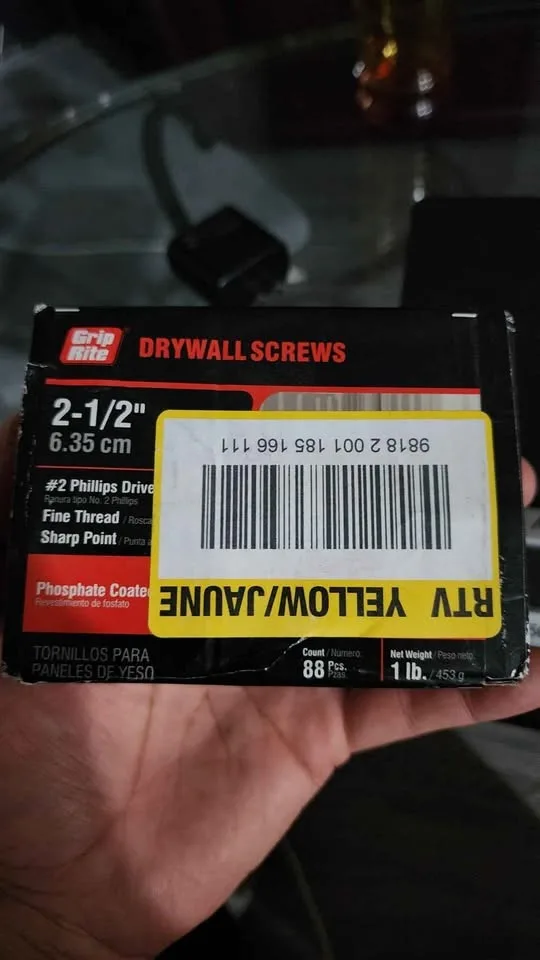 Grip
Rite
DRYWALL SCREWS
2-1/2"
6.35 cm
#2 Phillips Drive
Ranura tipo No. 2 Phillips
Fine Thread / Rosca
Sharp Point / Punta
Phosphate Coated
Revestimiento de fosfato
TORNILLOS PARA
PANELES DE YESO
9818 2 001 185 166 111
RTV YELLOW/JAUNE
Count / Número
88 Pcs.
Pzas.
Net Weight / Peso neto
1 lb. / 453 g